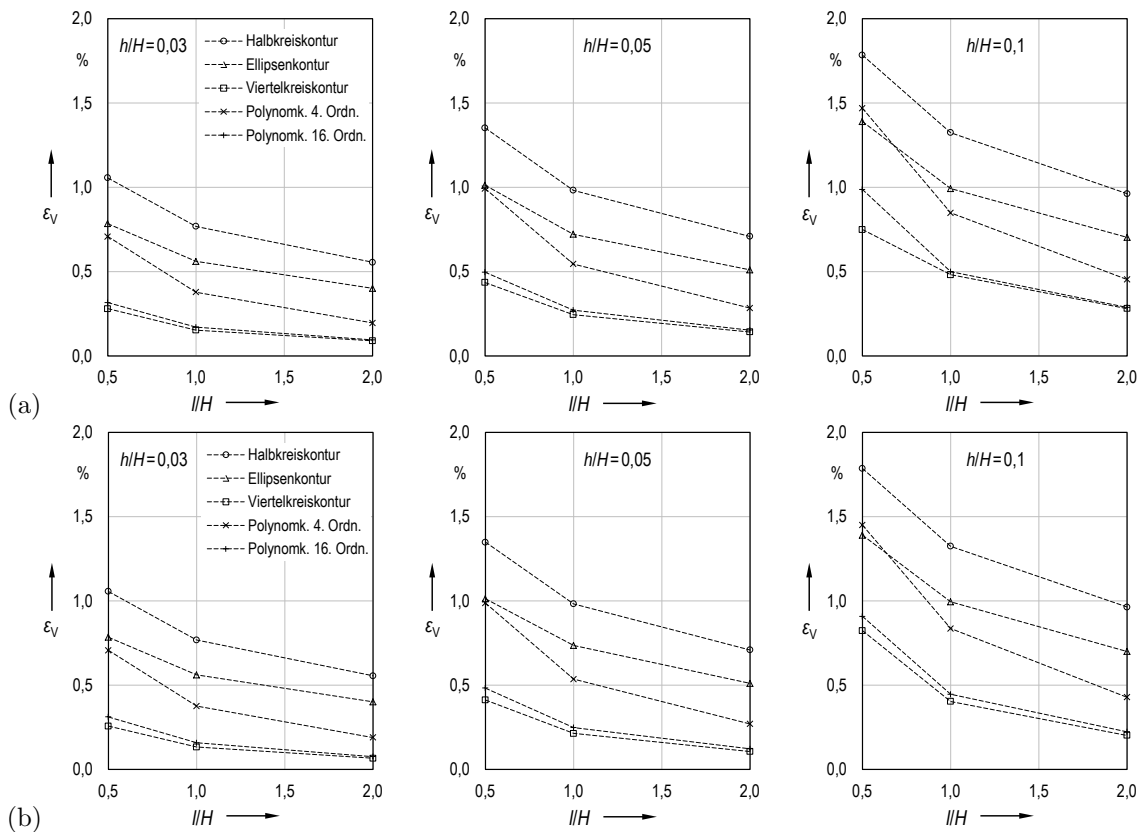 2,0
h/H=0,03
%
Halbkreiskontur
Ellipsenkontur
Viertelkreiskontur
Polynomk. 4. Ordn.
Polynomk. 16. Ordn.
1,5
1,0
εV
0,5
0,0
0,5 1,0 1,5 2,0
l/H
2,0
h/H=0,05
%
1,5
1,0
εV
0,5
0,0
0,5 1,0 1,5 2,0
l/H
2,0
h/H=0,1
%
1,5
1,0
εV
0,5
0,0
0,5 1,0 1,5 2,0
l/H
(a)
2,0
h/H=0,03
%
Halbkreiskontur
Ellipsenkontur
Viertelkreiskontur
Polynomk. 4. Ordn.
Polynomk. 16. Ordn.
1,5
1,0
εV
0,5
0,0
0,5 1,0 1,5 2,0
l/H
2,0
h/H=0,05
%
1,5
1,0
εV
0,5
0,0
0,5 1,0 1,5 2,0
l/H
2,0
h/H=0,1
%
1,5
1,0
εV
0,5
0,0
0,5 1,0 1,5 2,0
l/H
(b)